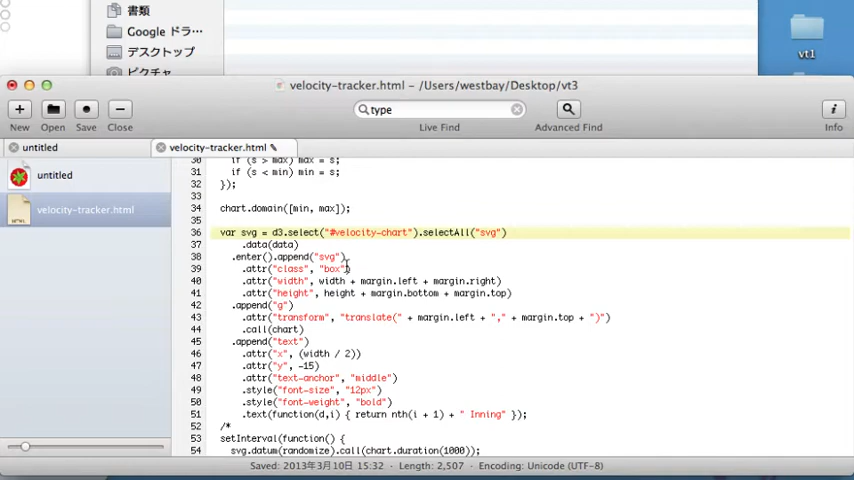 書類
Google ドラ…
デスクトップ
ピクチャ
vt1
velocity-tracker.html – /Users/westbay/Desktop/vt3
type
New
Open
Save
Close
Live Find
Advanced Find
Info
untitled
velocity-tracker.html ✎
untitled
velocity-tracker.html
30 if (s > max) max = s;
31 if (s < min) min = s;
32 });
33
34 chart.domain([min, max]);
35
36 var svg = d3.select("#velocity-chart").selectAll("svg")
37 .data(data)
38 .enter().append("svg")
39 .attr("class", "box")
40 .attr("width", width + margin.left + margin.right)
41 .attr("height", height + margin.bottom + margin.top)
42 .append("g")
43 .attr("transform", "translate(" + margin.left + "," + margin.top + ")")
44 .call(chart)
45 .append("text")
46 .attr("x", (width / 2))
47 .attr("y", -15)
48 .attr("text-anchor", "middle")
49 .style("font-size", "12px")
50 .style("font-weight", "bold")
51 .text(function(d,i) { return nth(i + 1) + " Inning" });
52 /*
53 setInterval(function() {
54 svg.datum(randomize).call(chart.duration(1000));
Saved: 2013年3月10日 15:32 · Length: 2,507 · Encoding: Unicode (UTF-8)